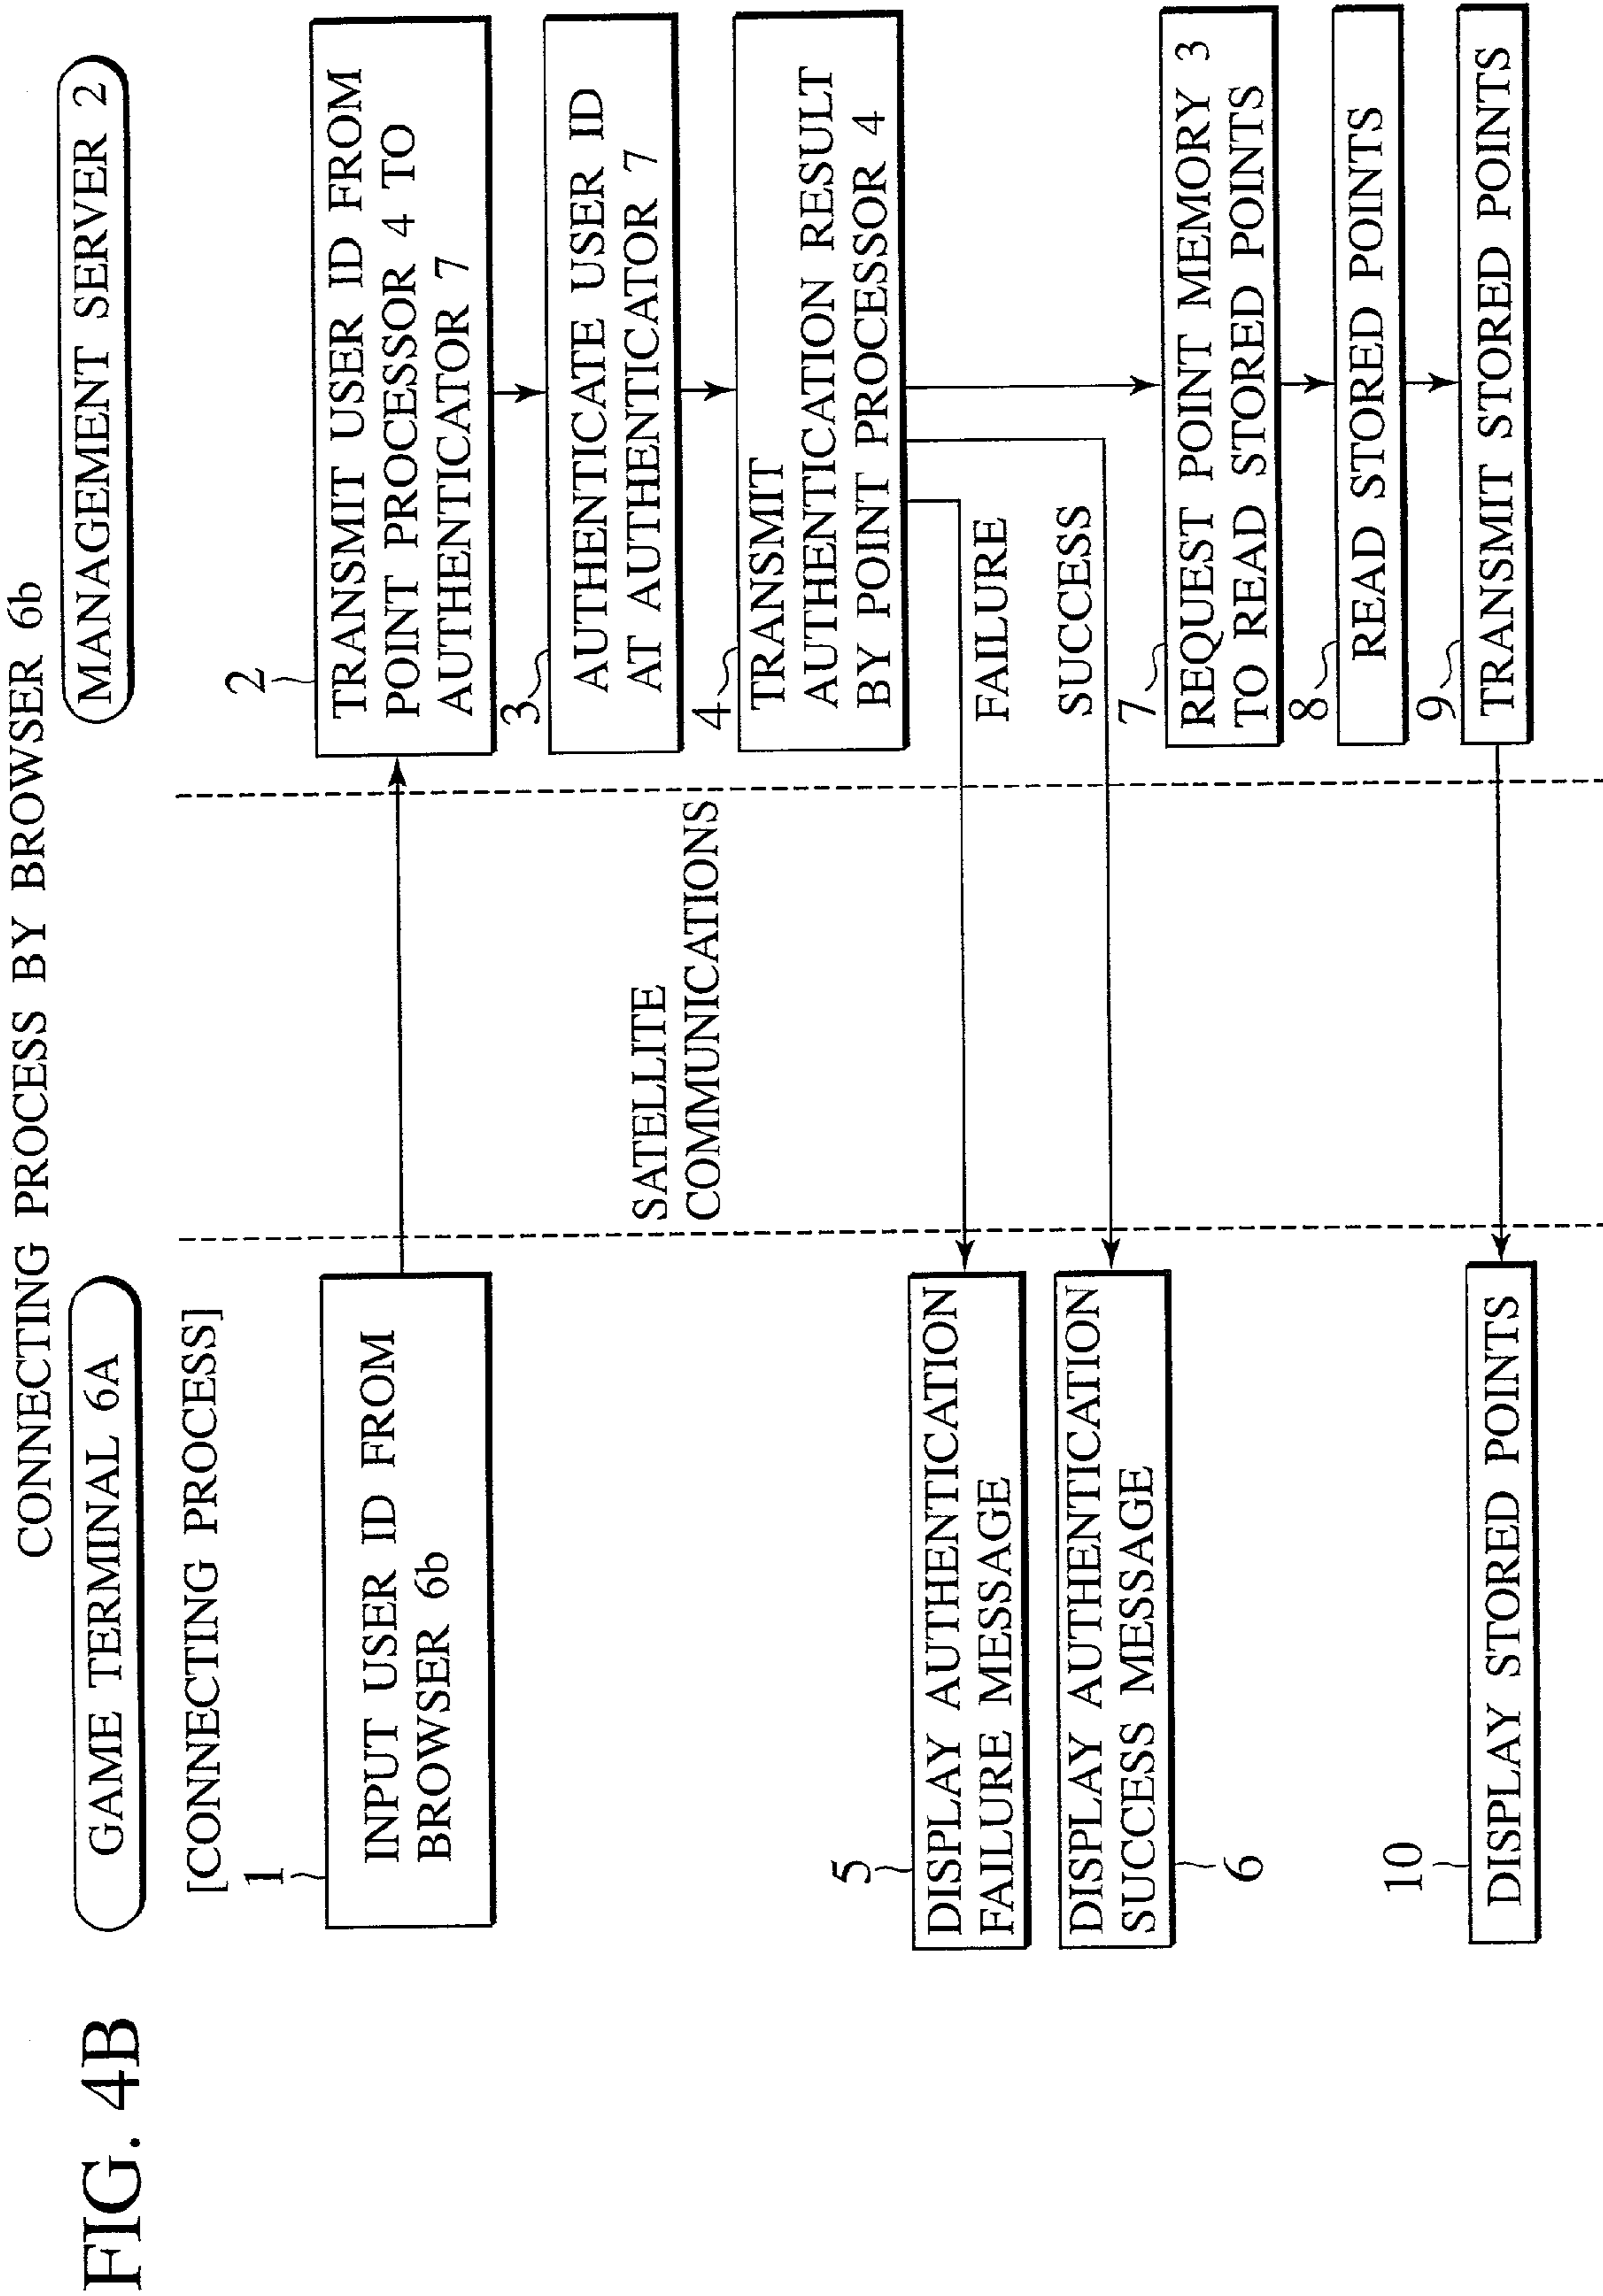 FIG. 4B
CONNECTING PROCESS BY BROWSER 6b
GAME TERMINAL 6A
MANAGEMENT SERVER 2
[CONNECTING PROCESS]
1
INPUT USER ID FROM
BROWSER 6b
2
TRANSMIT USER ID FROM
POINT PROCESSOR 4 TO
AUTHENTICATOR 7
3
AUTHENTICATE USER ID
AT AUTHENTICATOR 7
SATELLITE
COMMUNICATIONS
4
TRANSMIT
AUTHENTICATION RESULT
BY POINT PROCESSOR 4
5
DISPLAY AUTHENTICATION
FAILURE MESSAGE
FAILURE
DISPLAY AUTHENTICATION
SUCCESS MESSAGE
6
SUCCESS
7
REQUEST POINT MEMORY 3
TO READ STORED POINTS
8
READ STORED POINTS
9
TRANSMIT STORED POINTS
10
DISPLAY STORED POINTS